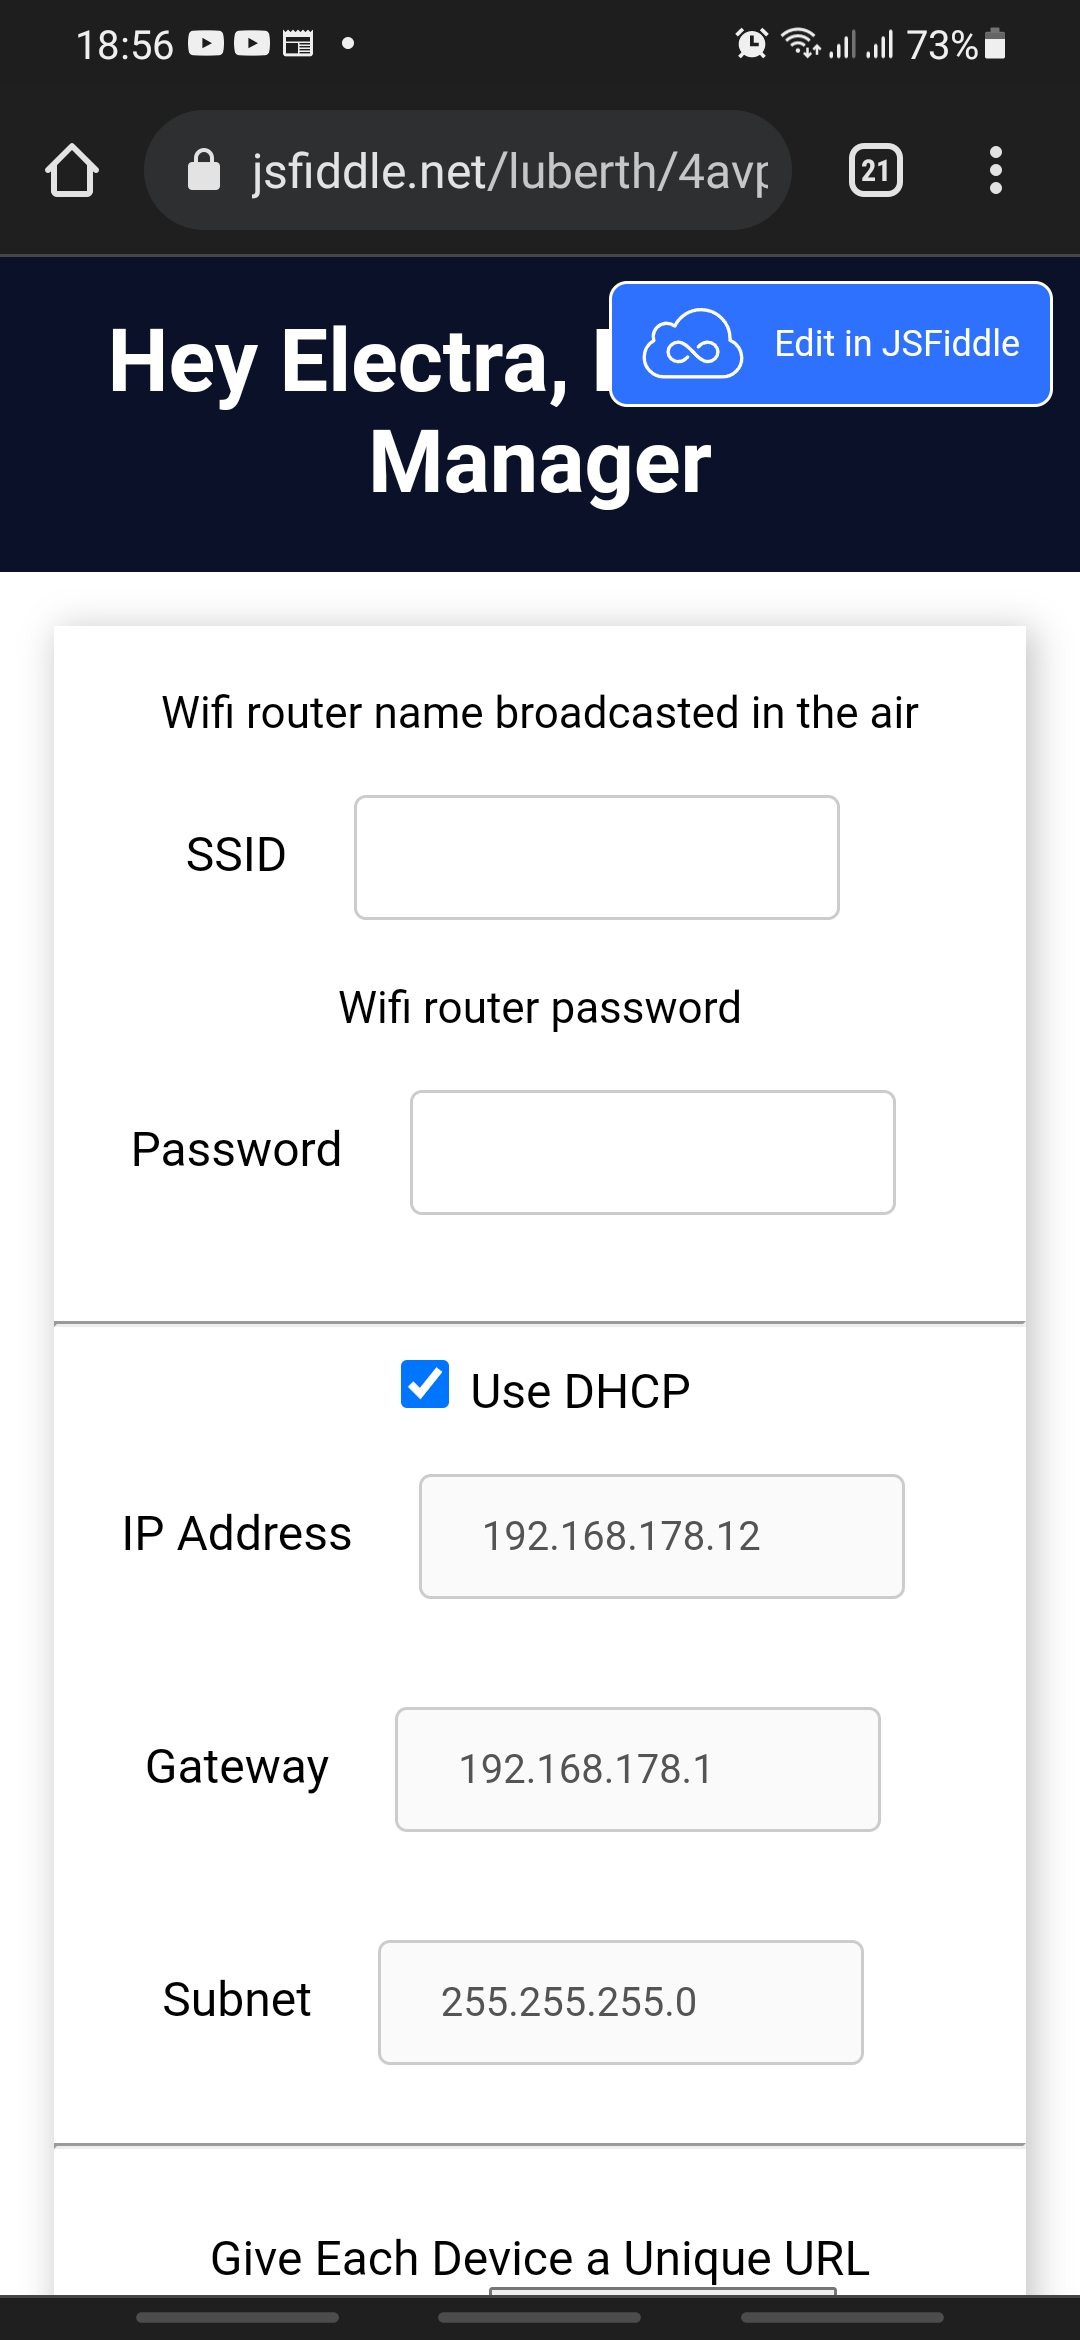 18:56
73%
jsfiddle.net/luberth/4avp
21
Hey Electra,
Edit in JSFiddle
Manager
Wifi router name broadcasted in the air
SSID
Wifi router password
Password
Use DHCP
IP Address
192.168.178.12
Gateway
192.168.178.1
Subnet
255.255.255.0
Give Each Device a Unique URL